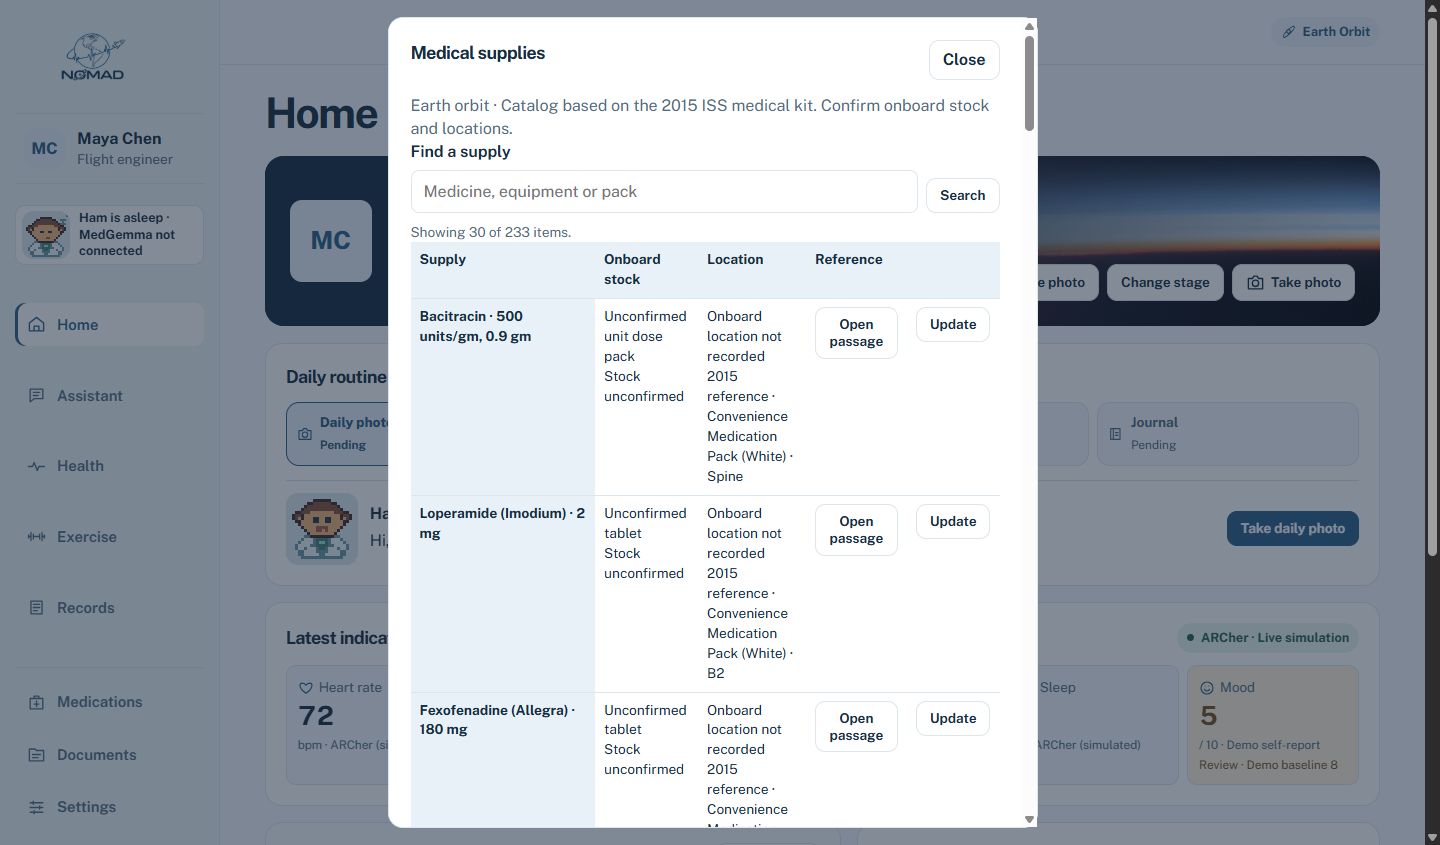 NOMAD
MC
Maya Chen
Flight engineer
Ham is asleep ·
MedGemma not
connected
Home
Assistant
Health
Exercise
Records
Medications
Documents
Settings
Earth Orbit
Home
MC
e photo
Change stage
Take photo
Daily routine
Daily phot
Pending
Journal
Pending
Ha
Hi,
Take daily photo
Latest indica
ARCher · Live simulation
Heart rate
72
bpm · ARCher (si
Sleep
ARCher (simulated)
Mood
5
/ 10 · Demo self-report
Review · Demo baseline 8
Medical supplies
Close
Earth orbit · Catalog based on the 2015 ISS medical kit. Confirm onboard stock
and locations.
Find a supply
Medicine, equipment or pack
Search
Showing 30 of 233 items.
Supply
Onboard
stock
Location
Reference
Bacitracin · 500
units/gm, 0.9 gm
Unconfirmed
unit dose
pack
Stock
unconfirmed
Onboard
location not
recorded
2015
reference ·
Convenience
Medication
Pack (White) ·
Spine
Open
passage
Update
Loperamide (Imodium) · 2
mg
Unconfirmed
tablet
Stock
unconfirmed
Onboard
location not
recorded
2015
reference ·
Convenience
Medication
Pack (White) ·
B2
Open
passage
Update
Fexofenadine (Allegra) ·
180 mg
Unconfirmed
tablet
Stock
unconfirmed
Onboard
location not
recorded
2015
reference ·
Convenience
Open
passage
Update